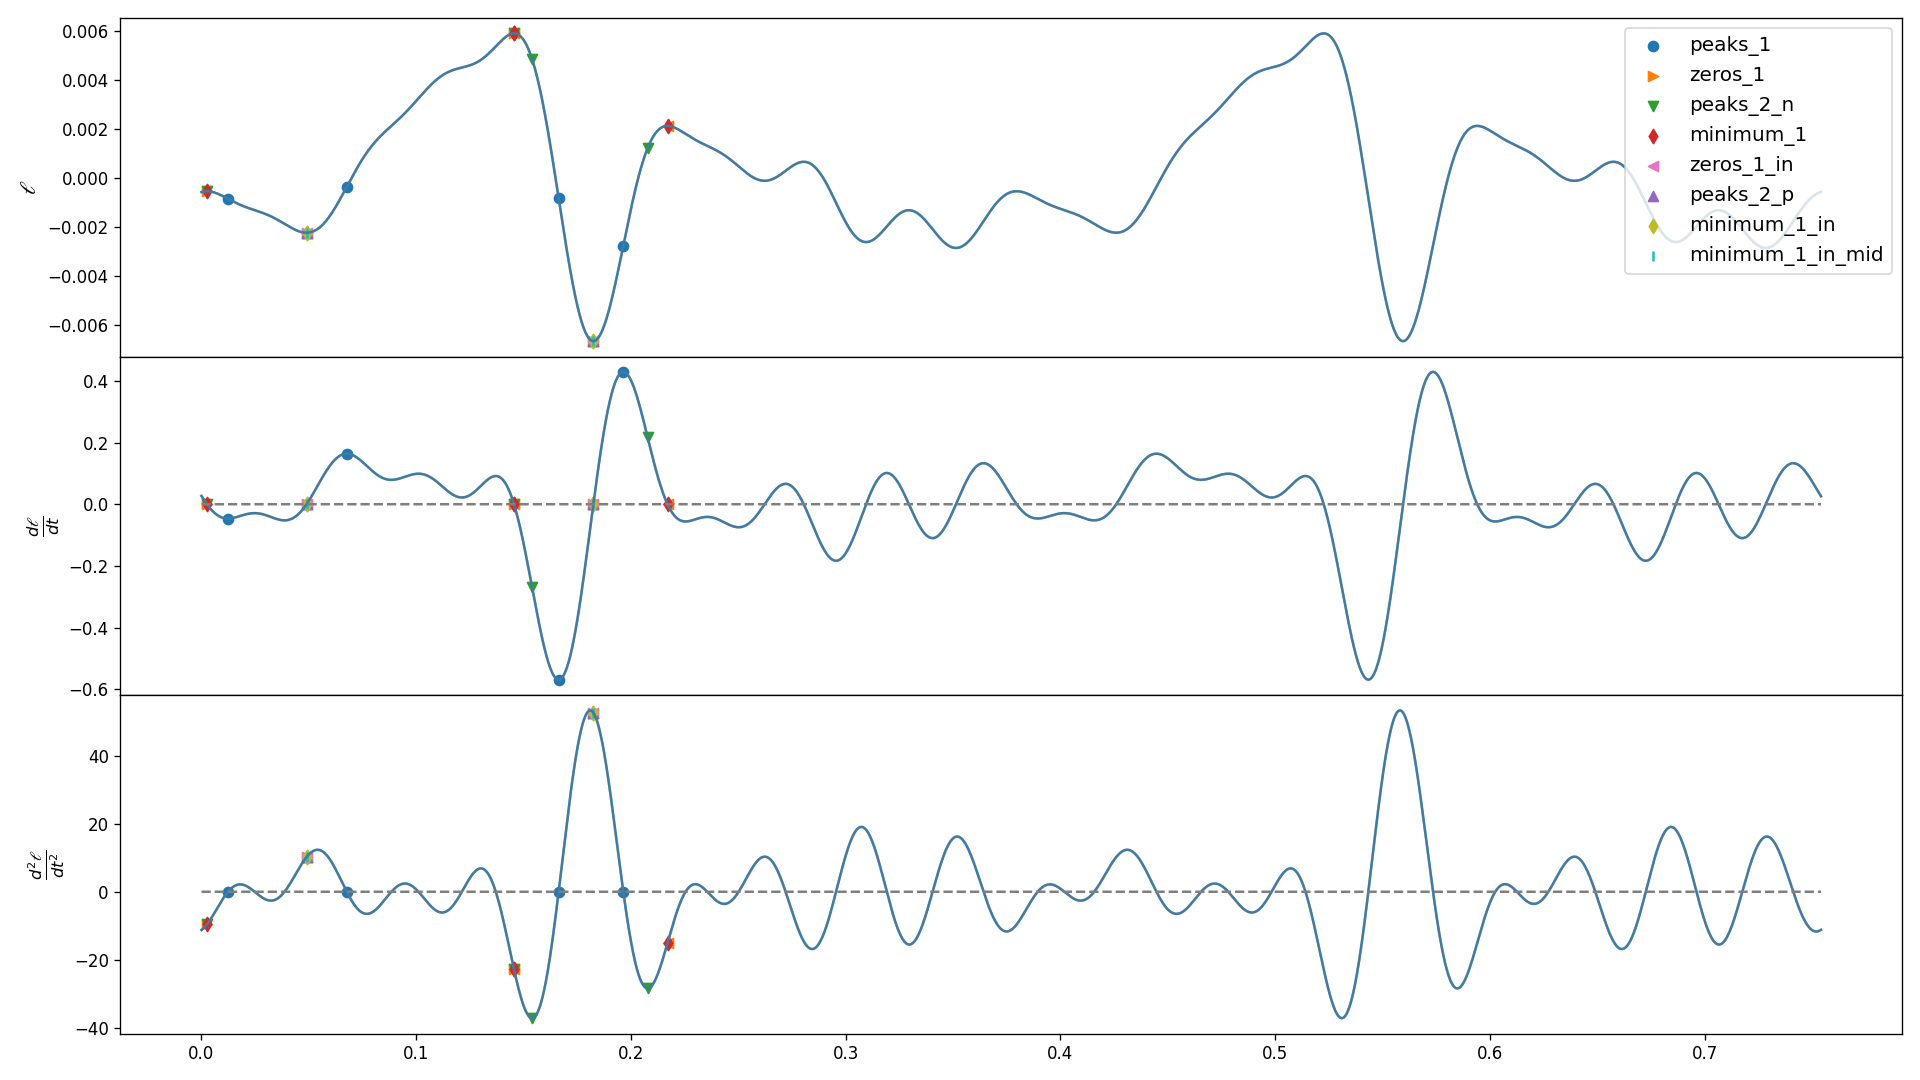 0.006
0.004
0.002
0.000
−0.002
−0.004
−0.006
ℓ
peaks_1
zeros_1
peaks_2_n
minimum_1
zeros_1_in
peaks_2_p
minimum_1_in
minimum_1_in_mid
0.4
0.2
0.0
−0.2
−0.4
−0.6
dℓ
dt
40
20
0
−20
−40
d²ℓ
dt²
0.0 0.1 0.2 0.3 0.4 0.5 0.6 0.7